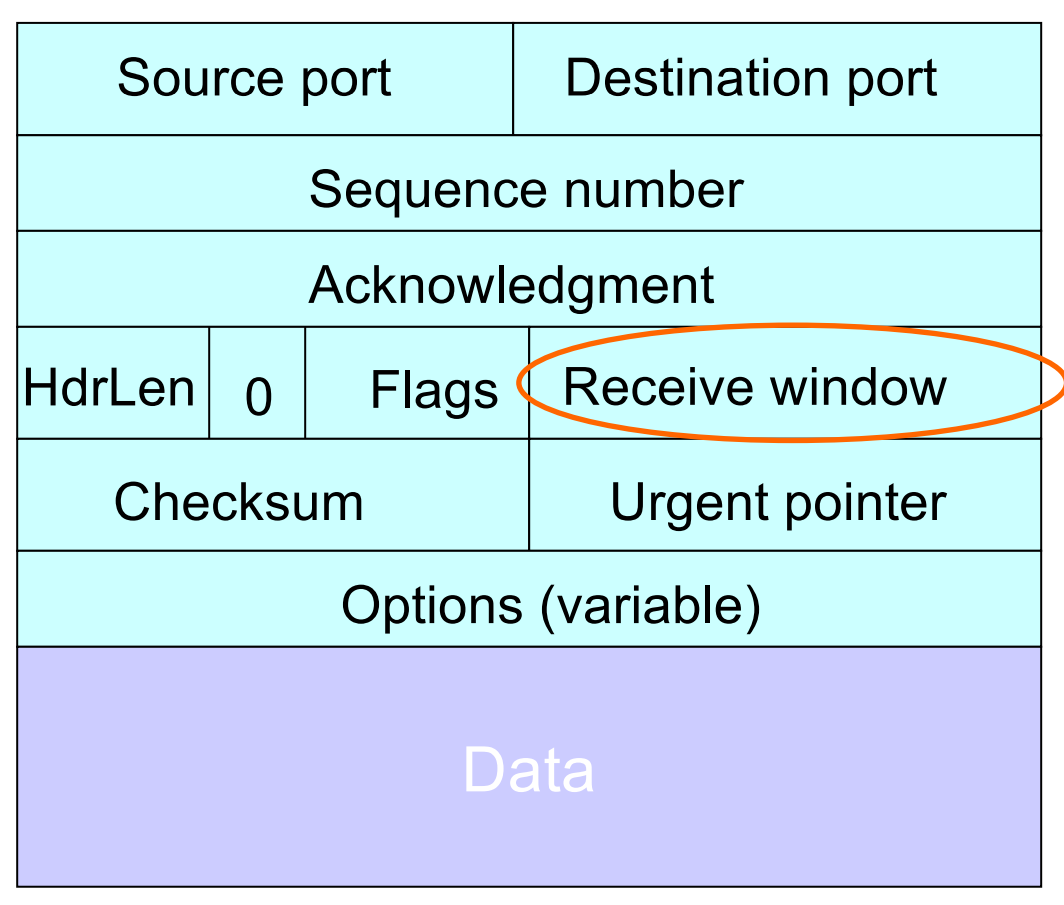 Source port Destination port
Sequence number
Acknowledgment
HdrLen 0 Flags Receive window
Checksum Urgent pointer
Options (variable)
Data